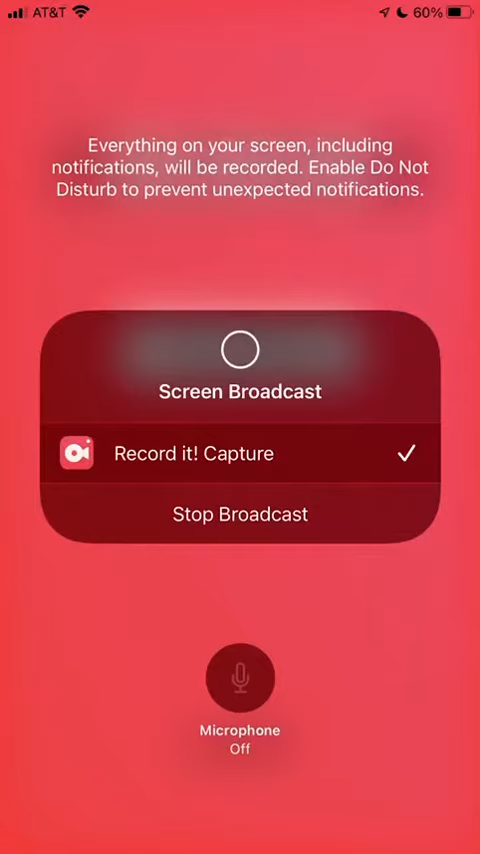 AT&T 60%
Everything on your screen, including
notifications, will be recorded. Enable Do Not
Disturb to prevent unexpected notifications.
Screen Broadcast
Record it! Capture
Stop Broadcast
Microphone
Off